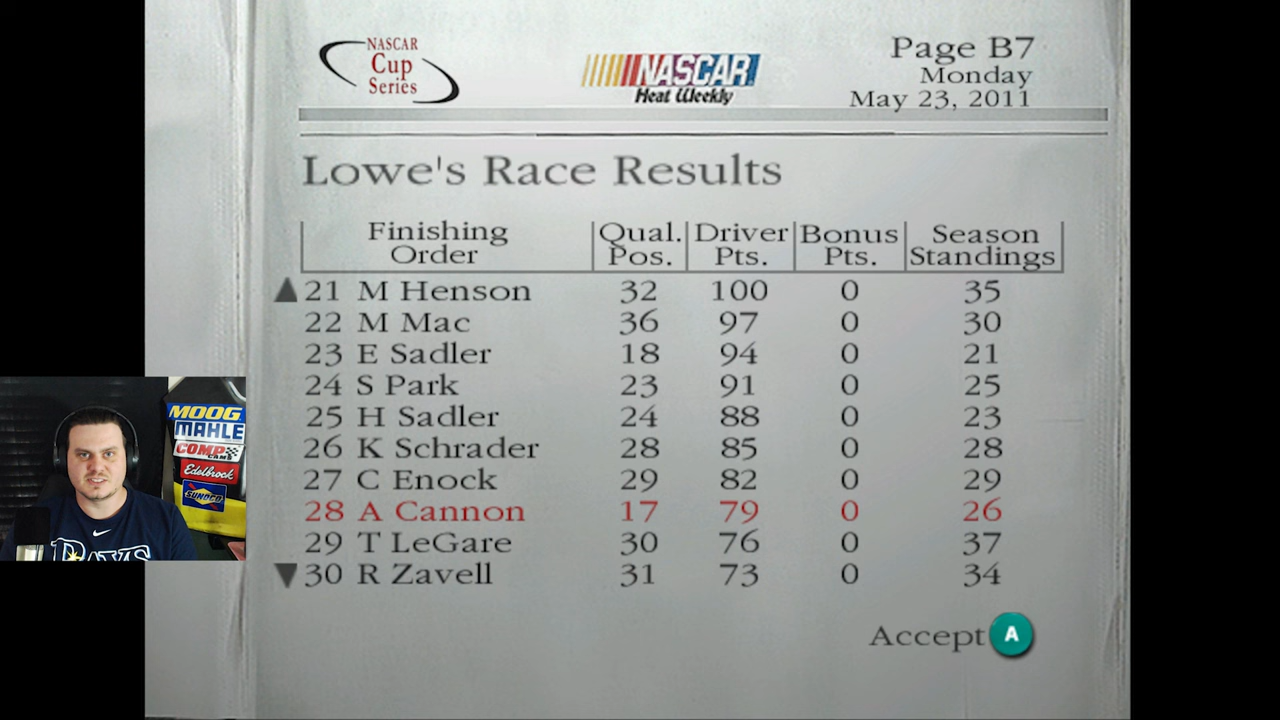 NASCAR
Cup
Series
NASCAR
Heat Weekly
Page B7
Monday
May 23, 2011
Lowe's Race Results
Finishing Order Qual. Pos. Driver Pts. Bonus Pts. Season Standings
21 M Henson 32 100 0 35
22 M Mac 36 97 0 30
23 E Sadler 18 94 0 21
24 S Park 23 91 0 25
25 H Sadler 24 88 0 23
26 K Schrader 28 85 0 28
27 C Enock 29 82 0 29
28 A Cannon 17 79 0 26
29 T LeGare 30 76 0 37
30 R Zavell 31 73 0 34
Accept A
MOOG
MAHLE
COMP
CAMS
Edelbrock
SUNOCO
RAYS